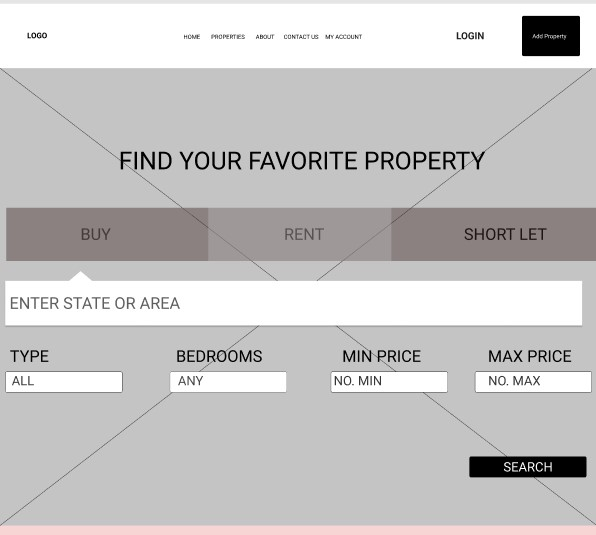 LOGO HOME PROPERTIES ABOUT CONTACT US MY ACCOUNT LOGIN Add Property
FIND YOUR FAVORITE PROPERTY
BUY RENT SHORT LET
ENTER STATE OR AREA
TYPE BEDROOMS MIN PRICE MAX PRICE
ALL ANY NO. MIN NO. MAX
SEARCH